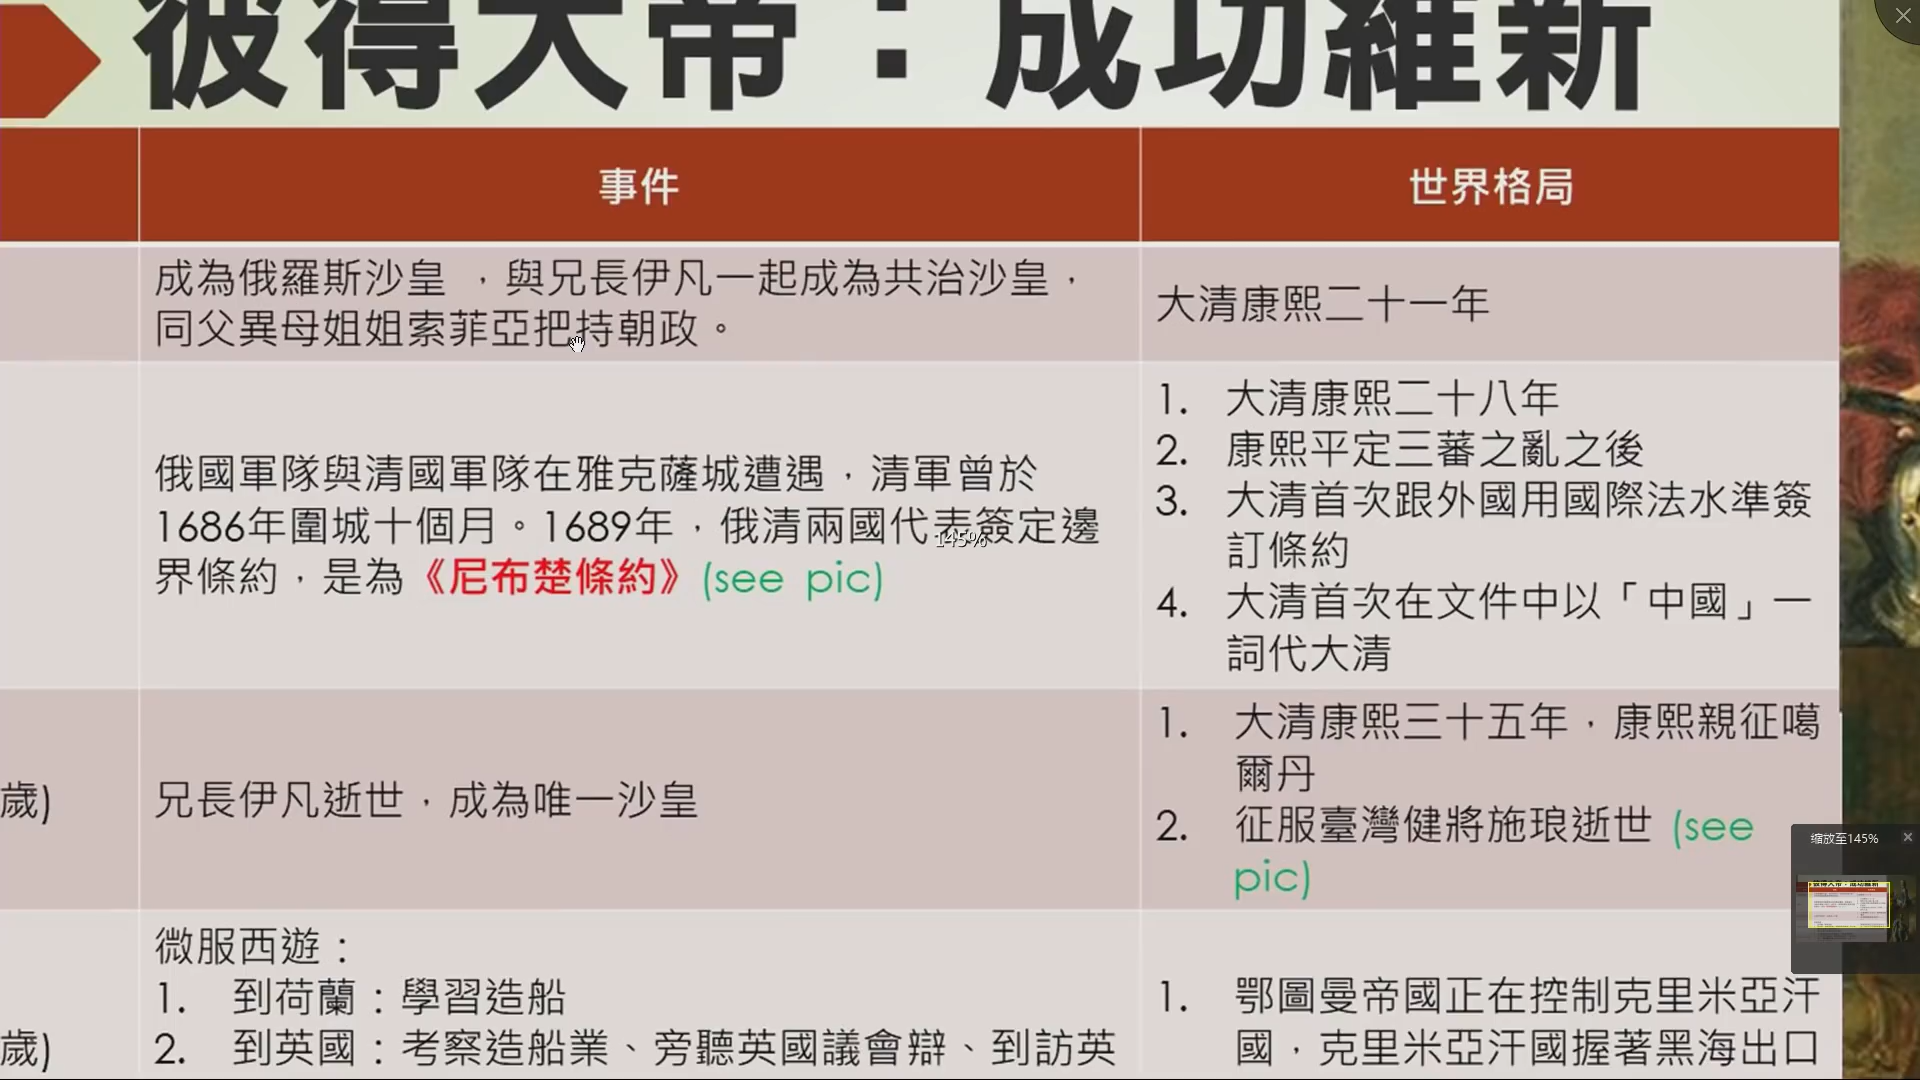 彼得大帝：成功維新
事件
世界格局
成為俄羅斯沙皇 ，與兄長伊凡一起成為共治沙皇，
同父異母姐姐索菲亞把持朝政。
大清康熙二十一年
俄國軍隊與清國軍隊在雅克薩城遭遇，清軍曾於
1686年圍城十個月。1689年，俄清兩國代表簽定邊
界條約，是為《尼布楚條約》(see pic)
145%
1. 大清康熙二十八年
2. 康熙平定三蕃之亂之後
3. 大清首次跟外國用國際法水準簽
訂條約
4. 大清首次在文件中以「中國」一
詞代大清
歲)
兄長伊凡逝世，成為唯一沙皇
1. 大清康熙三十五年，康熙親征噶
爾丹
2. 征服臺灣健將施琅逝世 (see
pic)
缩放至145%
歲)
微服西遊：
1. 到荷蘭：學習造船
2. 到英國：考察造船業、旁聽英國議會辯、到訪英
1. 鄂圖曼帝國正在控制克里米亞汗
國，克里米亞汗國握著黑海出口